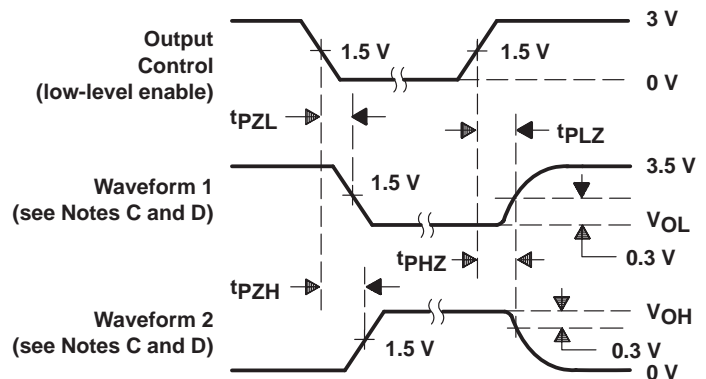 Output
Control
(low-level enable)
1.5 V
1.5 V
3 V
0 V
tPZL
tPLZ
Waveform 1
(see Notes C and D)
1.5 V
3.5 V
VOL
0.3 V
tPHZ
tPZH
Waveform 2
(see Notes C and D)
1.5 V
VOH
0.3 V
0 V